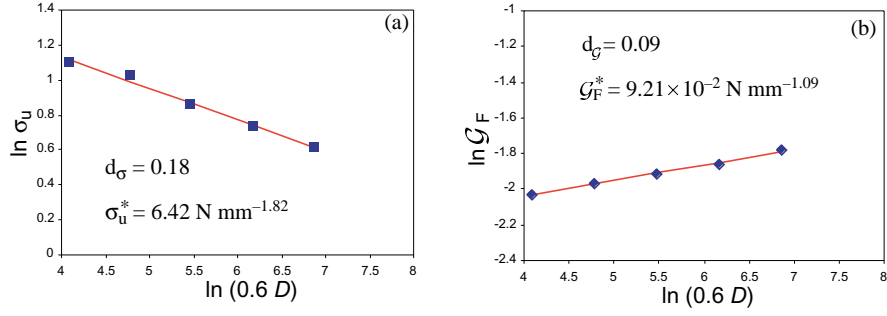 (a)
1.4
1.2
1
0.8
0.6
0.4
0.2
0
ln σu
dσ = 0.18
σu* = 6.42 N mm–1.82
4 4.5 5 5.5 6 6.5 7 7.5 8
ln (0.6 D)
(b)
-1
-1.2
-1.4
-1.6
-1.8
-2
-2.2
-2.4
ln 𝒢F
d𝒢 = 0.09
𝒢F* = 9.21×10–2 N mm–1.09
4 4.5 5 5.5 6 6.5 7 7.5 8
ln (0.6 D)